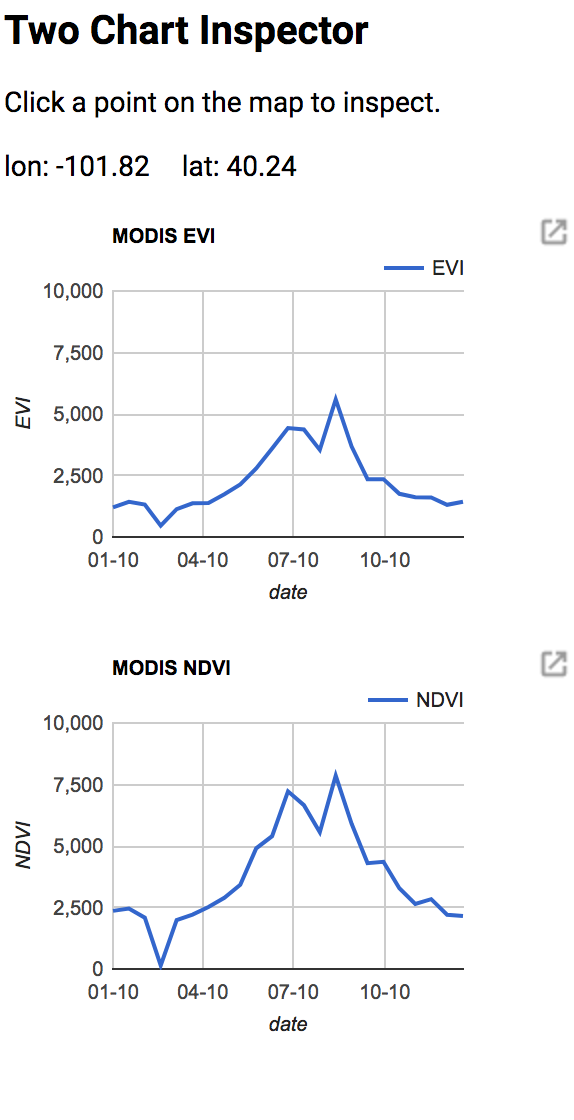 Two Chart Inspector
Click a point on the map to inspect.
lon: -101.82 lat: 40.24
MODIS EVI
EVI
10,000
7,500
5,000
2,500
0
EVI
01-10 04-10 07-10 10-10
date
MODIS NDVI
NDVI
10,000
7,500
5,000
2,500
0
NDVI
01-10 04-10 07-10 10-10
date